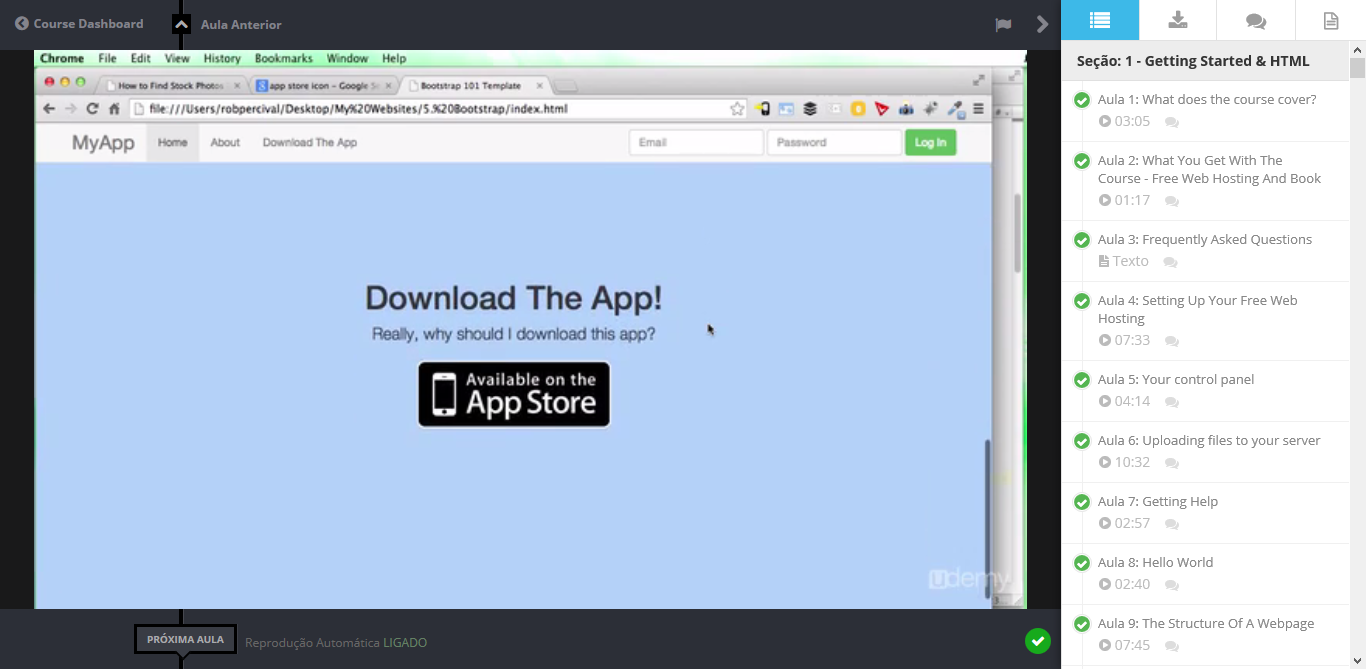 Course Dashboard
Aula Anterior
Chrome File Edit View History Bookmarks Window Help
How to Find Stock Photos
app store icon – Google Se
Bootstrap 101 Template
file:///Users/robpercival/Desktop/My%20Websites/5.%20Bootstrap/index.html
MyApp Home About Download The App Email Password Log In
Download The App!
Really, why should I download this app?
Available on the
App Store
udemy
PRÓXIMA AULA
Reprodução Automática LIGADO
Seção: 1 - Getting Started & HTML
Aula 1: What does the course cover?
03:05
Aula 2: What You Get With The
Course - Free Web Hosting And Book
01:17
Aula 3: Frequently Asked Questions
Texto
Aula 4: Setting Up Your Free Web
Hosting
07:33
Aula 5: Your control panel
04:14
Aula 6: Uploading files to your server
10:32
Aula 7: Getting Help
02:57
Aula 8: Hello World
02:40
Aula 9: The Structure Of A Webpage
07:45